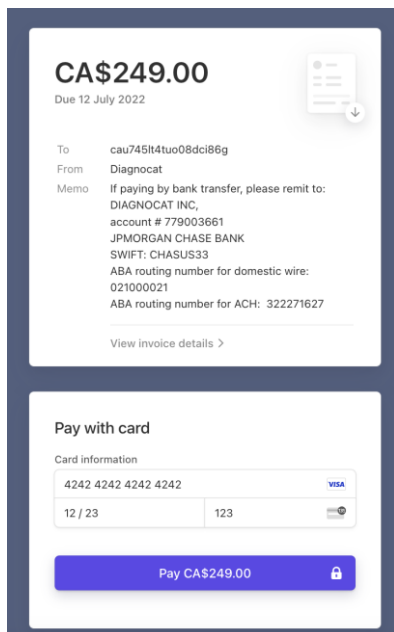 CA$249.00
Due 12 July 2022
To cau745lt4tuo08dci86g
From Diagnocat
Memo If paying by bank transfer, please remit to:
DIAGNOCAT INC,
account # 779003661
JPMORGAN CHASE BANK
SWIFT: CHASUS33
ABA routing number for domestic wire:
021000021
ABA routing number for ACH: 322271627
View invoice details >
Pay with card
Card information
4242 4242 4242 4242 VISA
12 / 23 123
Pay CA$249.00